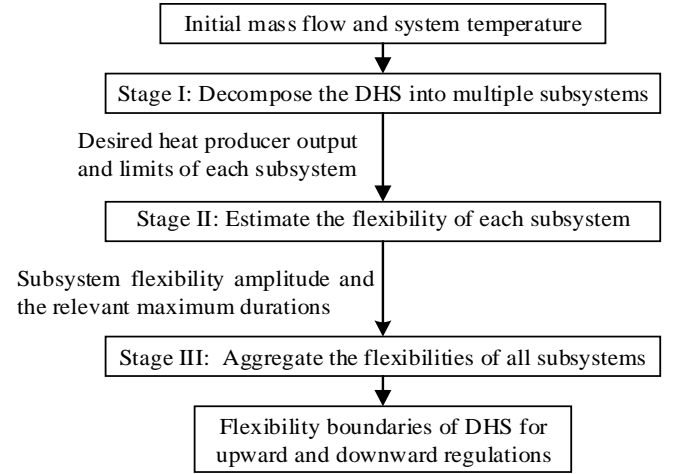 Initial mass flow and system temperature
Stage I: Decompose the DHS into multiple subsystems
Desired heat producer output
and limits of each subsystem
Stage II: Estimate the flexibility of each subsystem
Subsystem flexibility amplitude and
the relevant maximum durations
Stage III: Aggregate the flexibilities of all subsystems
Flexibility boundaries of DHS for
upward and downward regulations